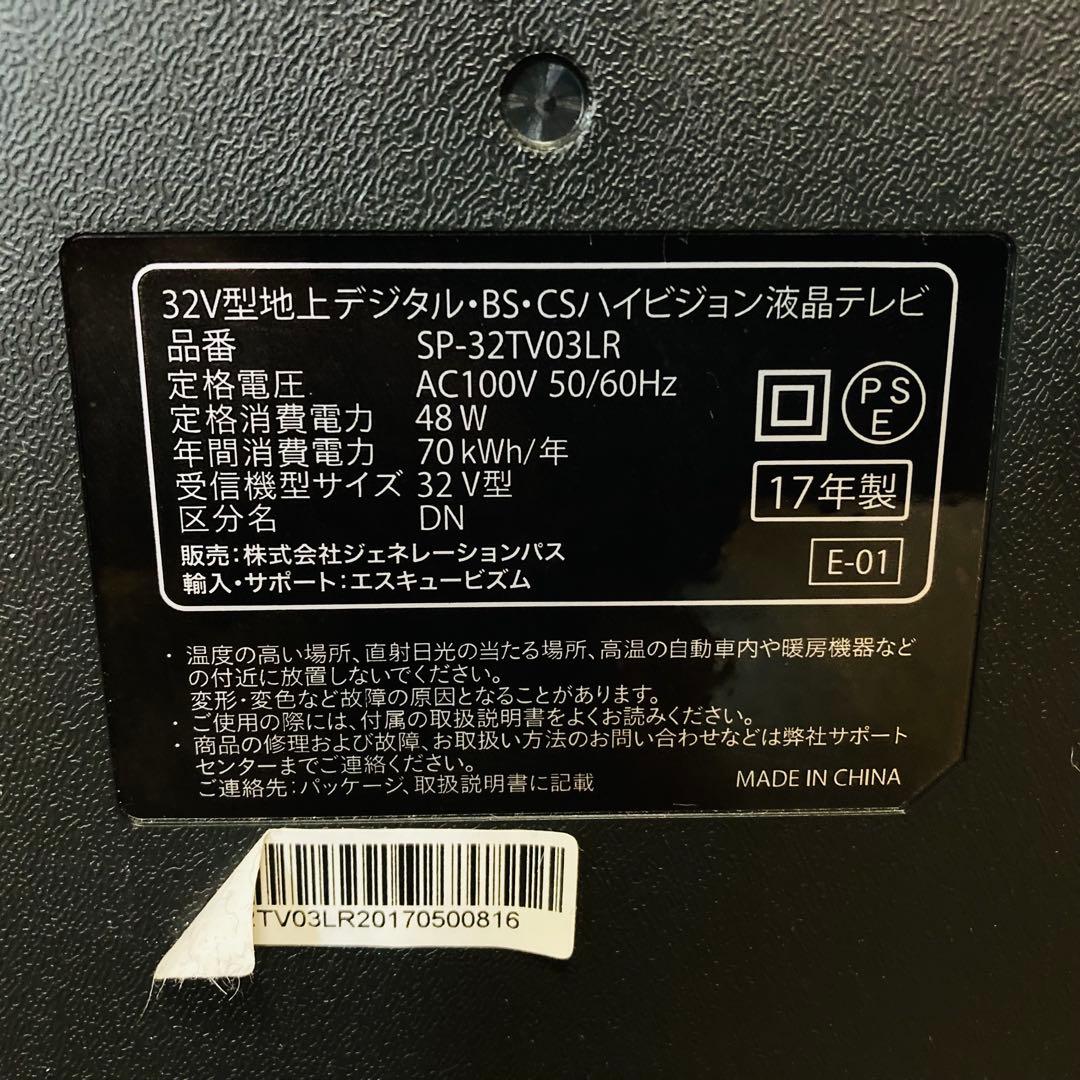 32V型地上デジタル・BS・CSハイビジョン液晶テレビ
品番 SP-32TV03LR
定格電圧 AC100V 50/60Hz
定格消費電力 48 W
年間消費電力 70 kWh/年
受信機型サイズ 32 V型
区分名 DN
PSE
17年製
販売:株式会社ジェネレーションパス
輸入・サポート:エスキュービズム
E-01
・ 温度の高い場所、直射日光の当たる場所、高温の自動車内や暖房機器など
の付近に放置しないでください。
変形・変色など故障の原因となることがあります。
・ ご使用の際には、付属の取扱説明書をよくお読みください。
・ 商品の修理および故障、お取扱い方法のお問い合わせなどは弊社サポート
センターまでご連絡ください。
ご連絡先:パッケージ、取扱説明書に記載
MADE IN CHINA
TV03LR20170500816